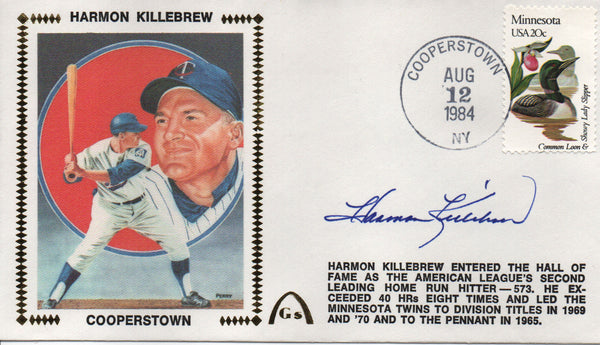 HARMON KILLEBREW
PERRY
COOPERSTOWN
COOPERSTOWN
AUG
12
1984
NY
Minnesota
USA 20c
Common Loon &
Showy Lady Slipper
Harmon Killebrew
Gs
HARMON KILLEBREW ENTERED THE HALL OF
FAME AS THE AMERICAN LEAGUE'S SECOND
LEADING HOME RUN HITTER—573. HE EX-
CEEDED 40 HRs EIGHT TIMES AND LED THE
MINNESOTA TWINS TO DIVISION TITLES IN 1969
AND '70 AND TO THE PENNANT IN 1965.